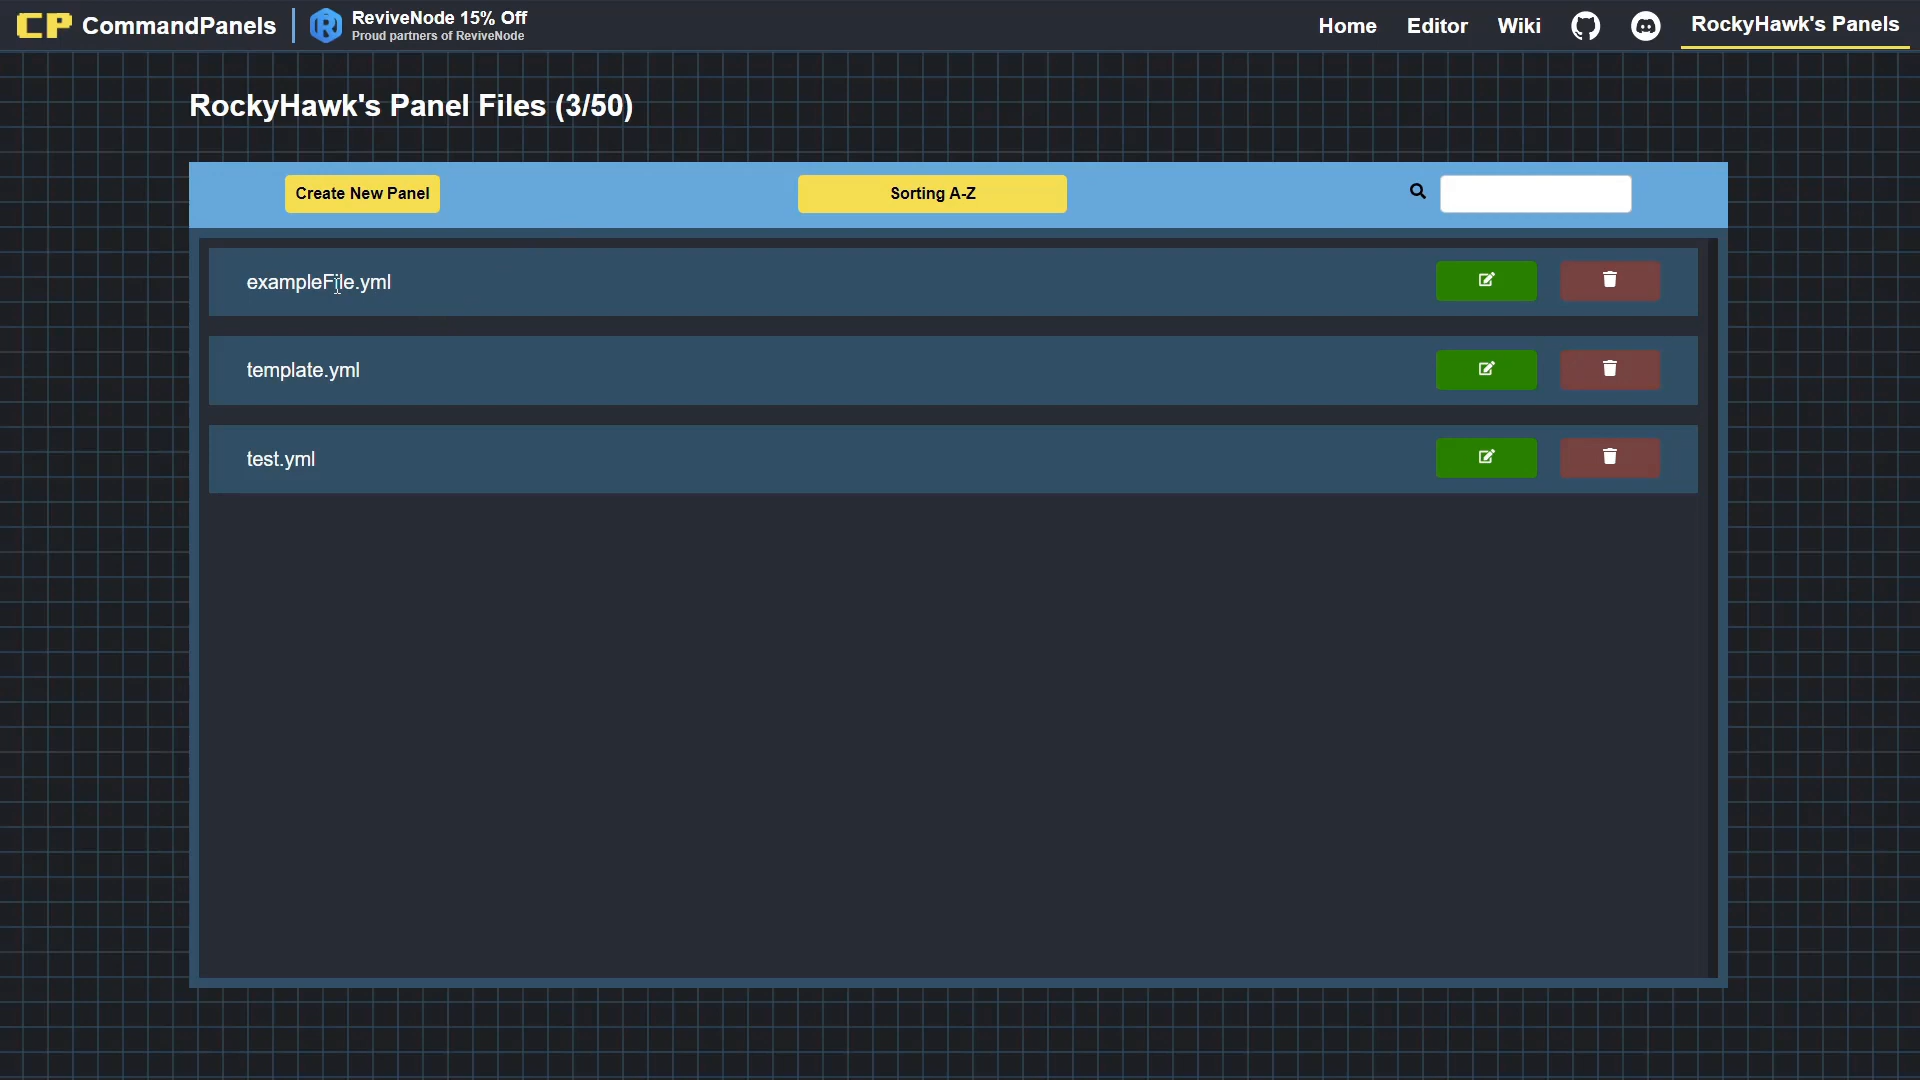 CP CommandPanels
ReviveNode 15% Off
Proud partners of ReviveNode
Home Editor Wiki RockyHawk's Panels
RockyHawk's Panel Files (3/50)
Create New Panel Sorting A-Z
exampleFile.yml
template.yml
test.yml